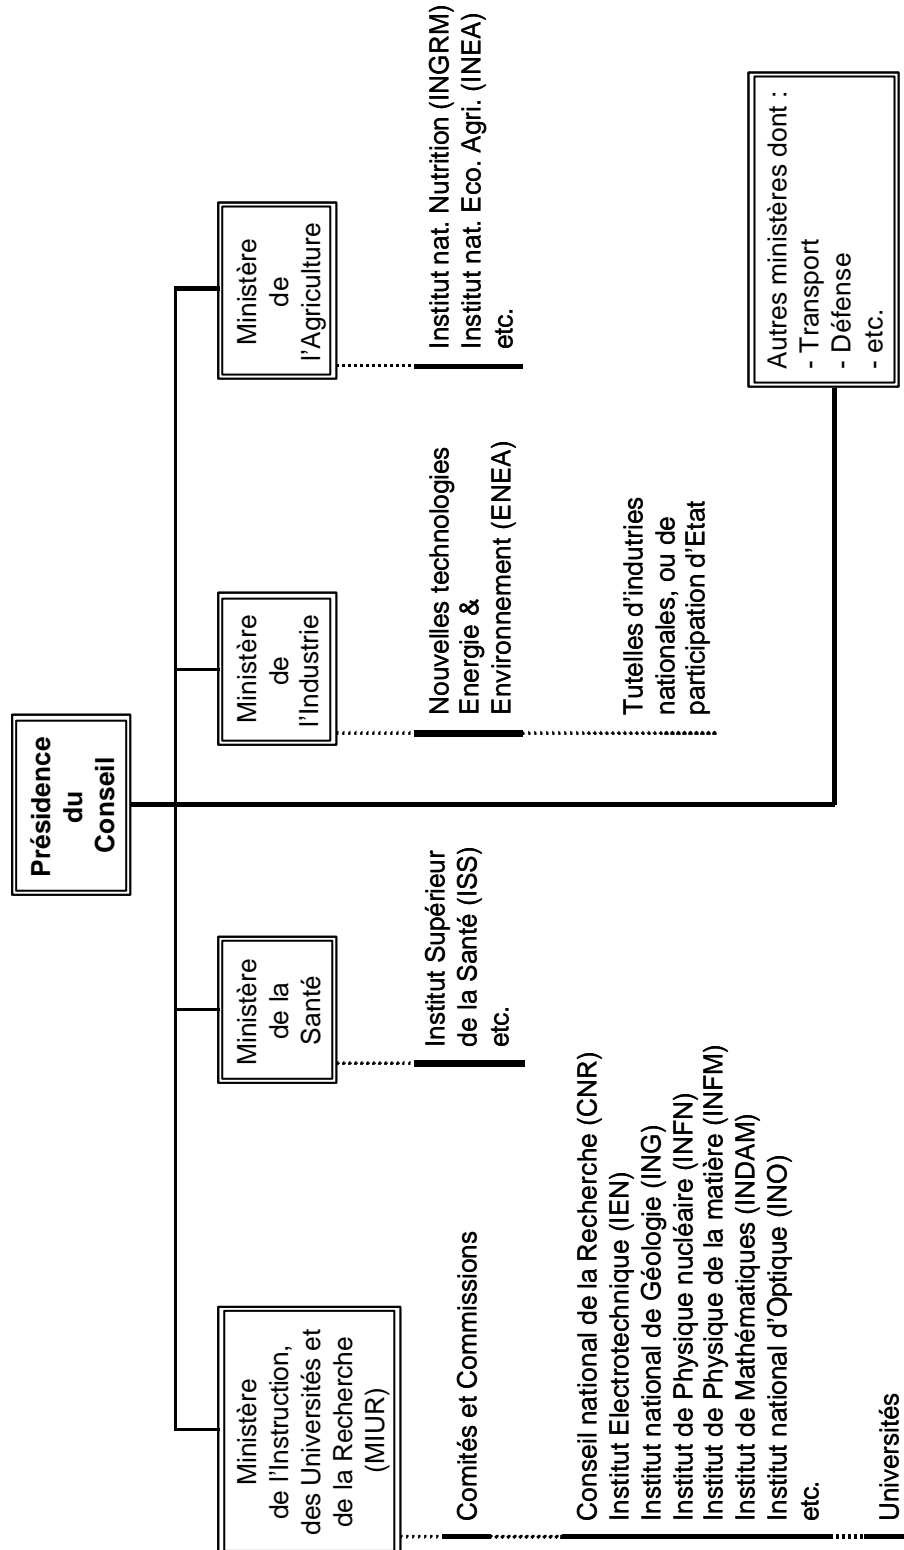 Présidence
du
Conseil
Ministère
de l'Instruction,
des Universités et
de la Recherche
(MIUR)
Comités et Commissions
Conseil national de la Recherche (CNR)
Institut Electrotechnique (IEN)
Institut national de Géologie (ING)
Institut de Physique nucléaire (INFN)
Institut de Physique de la matière (INFM)
Institut de Mathématiques (INDAM)
Institut national d'Optique (INO)
etc.
Universités
Ministère
de la
Santé
Institut Supérieur
de la Santé (ISS)
etc.
Ministère
de
l'Industrie
Nouvelles technologies
Energie &
Environnement (ENEA)
Tutelles d'indutries
nationales, ou de
participation d'Etat
Ministère
de
l'Agriculture
Institut nat. Nutrition (INGRM)
Institut nat. Eco. Agri. (INEA)
etc.
Autres ministères dont :
- Transport
- Défense
- etc.